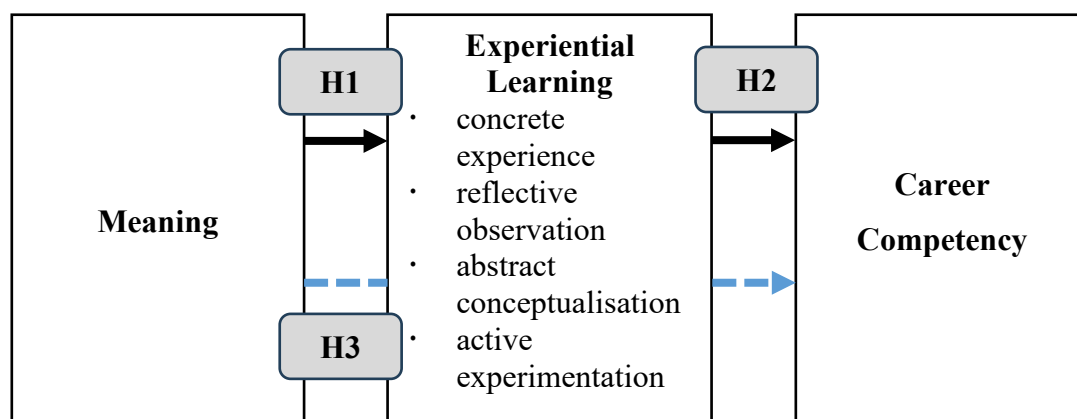 Meaning
H1
H3
Experiential
Learning
· concrete
experience
· reflective
observation
· abstract
conceptualisation
· active
experimentation
H2
Career
Competency